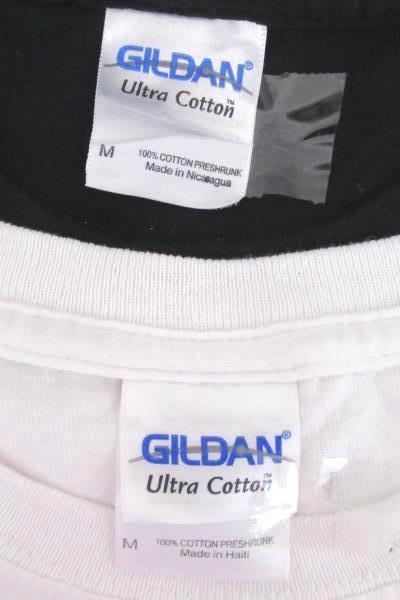 GILDAN®
Ultra Cotton™
M 100% COTTON PRESHRUNK
Made in Nicaragua
GILDAN®
Ultra Cotton™
M 100% COTTON PRESHRUNK
Made in Haiti